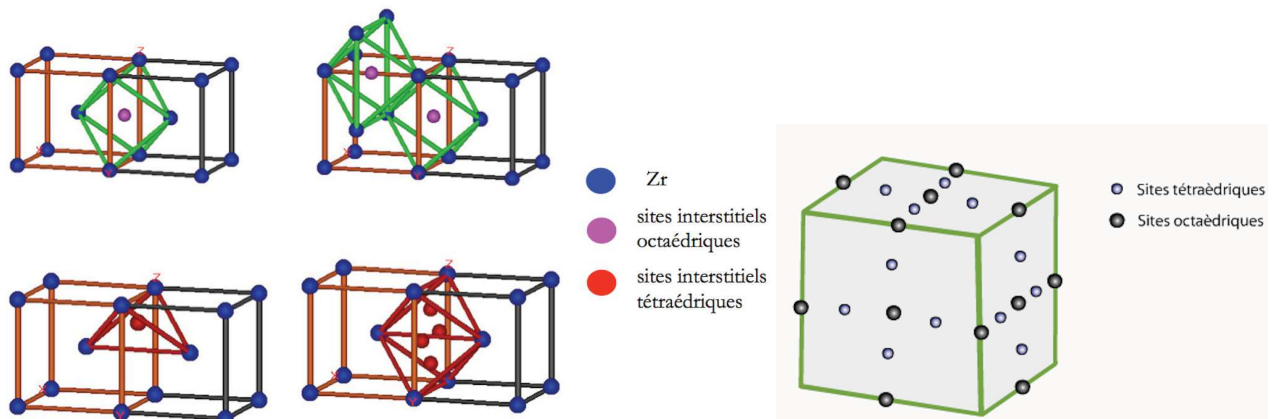 Z
Y
Y
Z
Y
Y
Zr
sites interstitiels
octaédriques
sites interstitiels
tétraédriques
Z
Y
Z
Y
Sites tétraèdriques
Sites octaèdriques